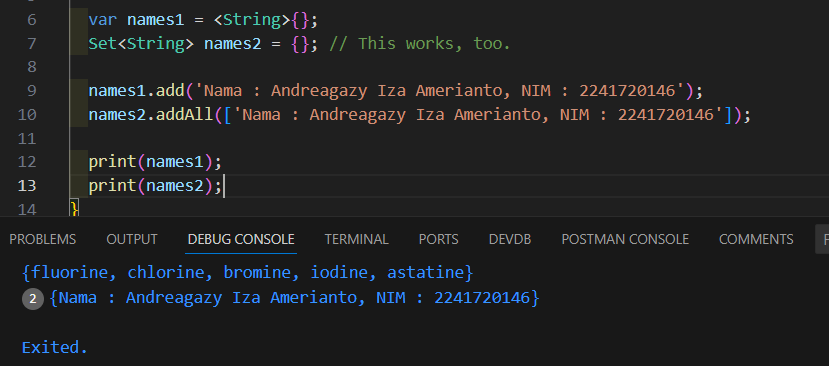 6 var names1 = <String>{};
7 Set<String> names2 = {}; // This works, too.
8
9 names1.add('Nama : Andreagazy Iza Amerianto, NIM : 2241720146');
10 names2.addAll(['Nama : Andreagazy Iza Amerianto, NIM : 2241720146']);
11
12 print(names1);
13 print(names2);
14 }
PROBLEMS OUTPUT DEBUG CONSOLE TERMINAL PORTS DEVDB POSTMAN CONSOLE COMMENTS F
{fluorine, chlorine, bromine, iodine, astatine}
2 {Nama : Andreagazy Iza Amerianto, NIM : 2241720146}
Exited.